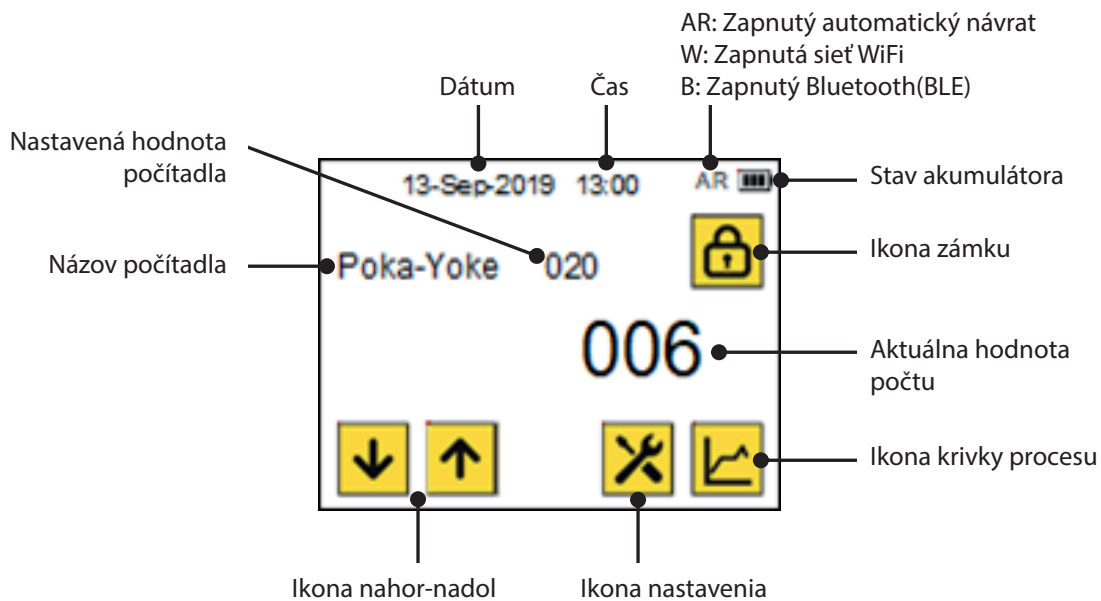 AR: Zapnutý automatický návrat
W: Zapnutá sieť WiFi
B: Zapnutý Bluetooth(BLE)
Dátum
Čas
Nastavená hodnota
počítadla
13-Sep-2019 13:00 AR
Stav akumulátora
Ikona zámku
Názov počítadla
Poka-Yoke 020
006
Aktuálna hodnota
počtu
Ikona krivky procesu
Ikona nahor-nadol
Ikona nastavenia